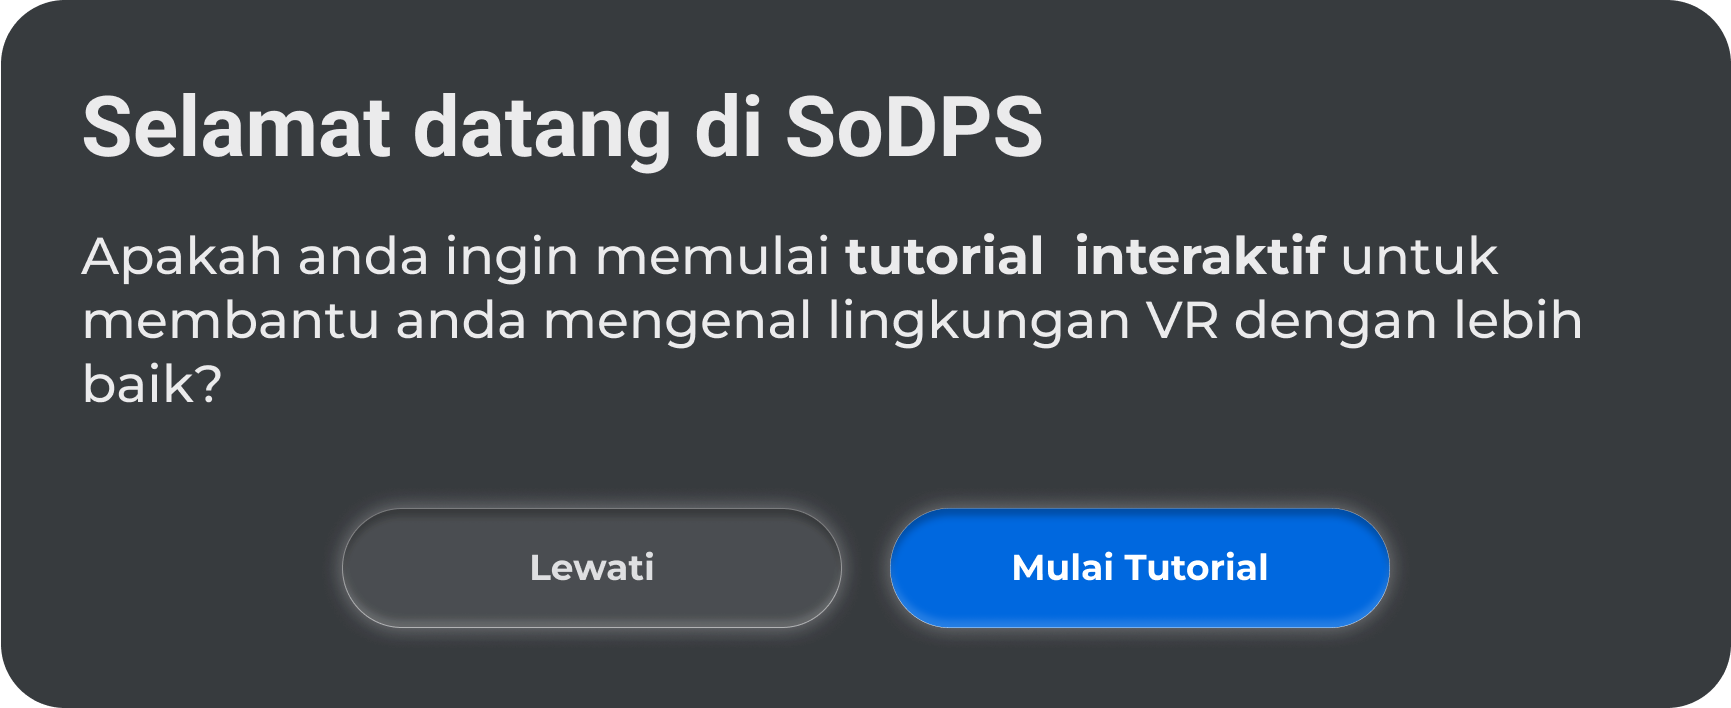 Selamat datang di SoDPS
Apakah anda ingin memulai tutorial  interaktif untuk
membantu anda mengenal lingkungan VR dengan lebih
baik?
Lewati
Mulai Tutorial